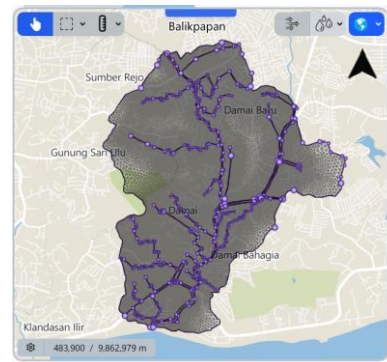 Balikpapan
Sumber Rejo
Damai Baru
Gunung Sari Ulu
Damai
Damai Bahagia
Klandasan Ilir
483,900 / 9,862,979 m